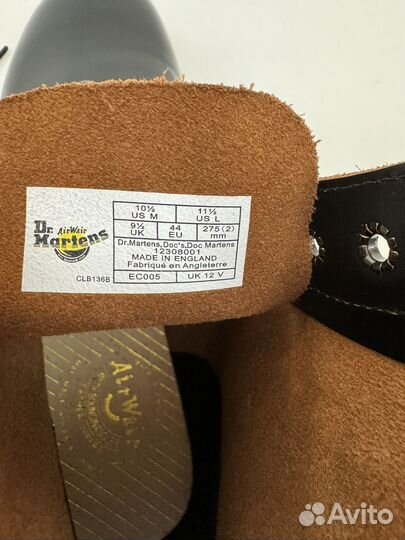 10½ US M
11½ US L
9½ UK
44 EU
275 (2) mm
Dr. Martens
AirWair
Dr.Martens,Doc's,Doc Martens
12308001
MADE IN ENGLAND
Fabriqué en Angleterre
EC005
UK 12 V
CLB136B
AirWair
Avito